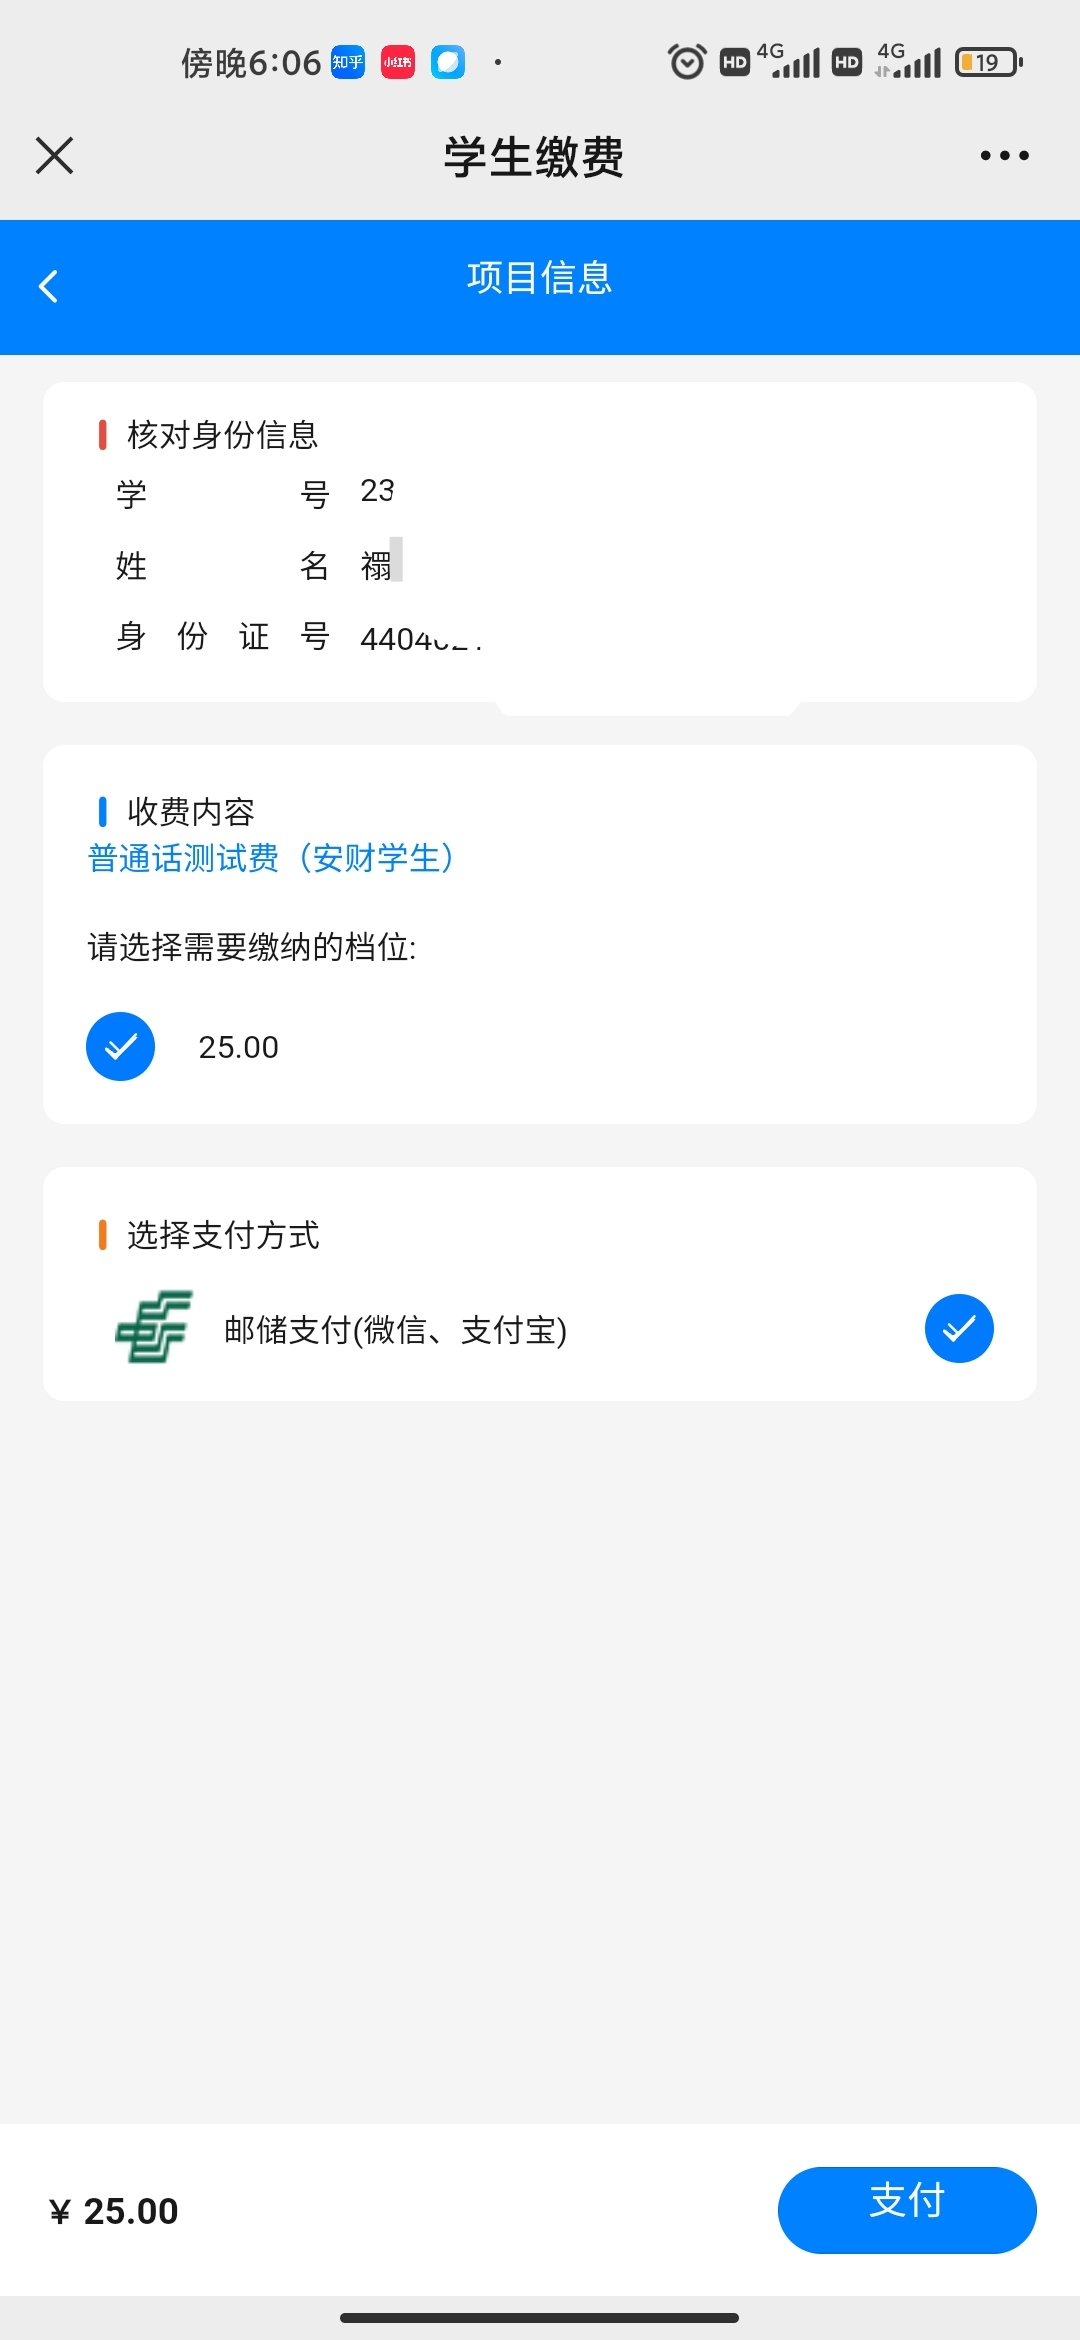 傍晚6:06 知乎 小红书 HD 4G HD 4G 19
学生缴费
项目信息
核对身份信息
学号 23
姓名 禤
身份证号 4404
收费内容
普通话测试费（安财学生）
请选择需要缴纳的档位:
25.00
选择支付方式
邮储支付(微信、支付宝)
¥ 25.00 支付